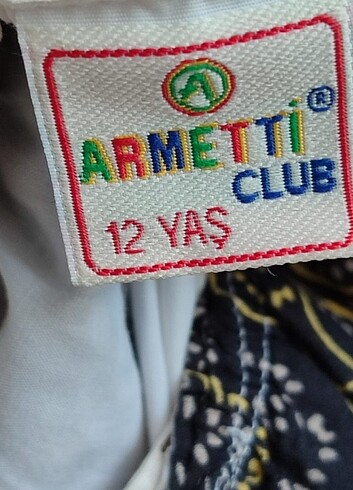 A
ARMETTİ®
CLUB
12 YAŞ